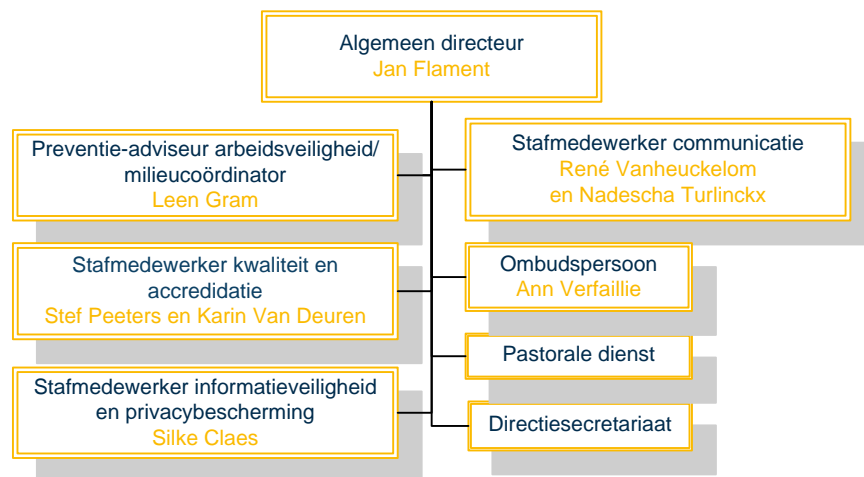 Algemeen directeur
Jan Flament
Preventie-adviseur arbeidsveiligheid/
milieucoördinator
Leen Gram
Stafmedewerker communicatie
René Vanheuckelom
en Nadescha Turlinckx
Stafmedewerker kwaliteit en
accredidatie
Stef Peeters en Karin Van Deuren
Ombudspersoon
Ann Verfaillie
Pastorale dienst
Stafmedewerker informatieveiligheid
en privacybescherming
Silke Claes
Directiesecretariaat